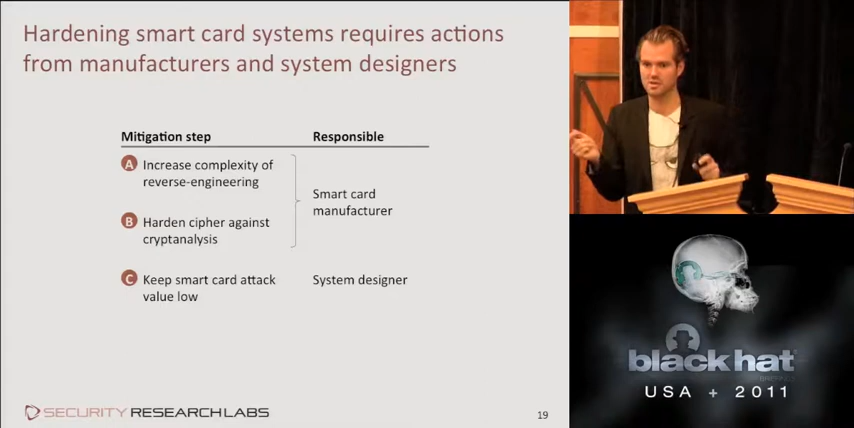 Hardening smart card systems requires actions
from manufacturers and system designers
Mitigation step Responsible
A Increase complexity of
reverse-engineering
Smart card
manufacturer
B Harden cipher against
cryptanalysis
C Keep smart card attack System designer
value low
SECURITY RESEARCH LABS
19
black hat
USA + 2011